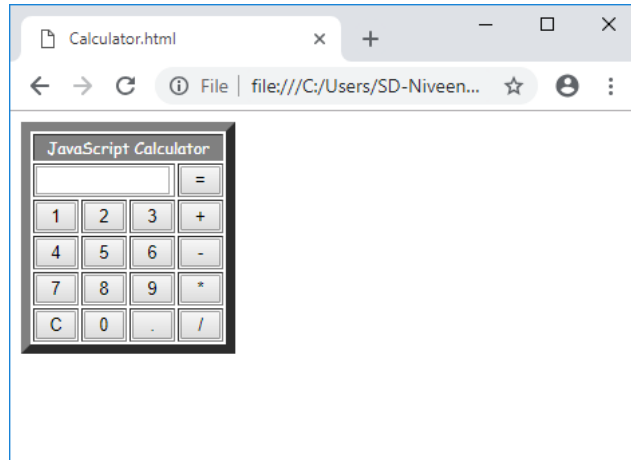 Calculator.html
File file:///C:/Users/SD-Niveen...
JavaScript Calculator
=
1 2 3 +
4 5 6 -
7 8 9 *
C 0 . /